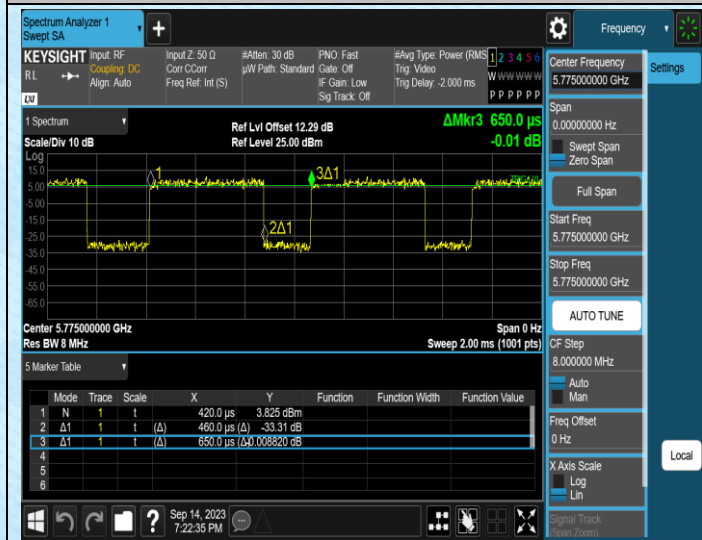 Spectrum Analyzer 1
Swept SA
+
Frequency
KEYSIGHT Input: RF Input Z: 50 Ω #Atten: 30 dB PNO: Fast #Avg Type: Power (RMS 1 2 3 4 5 6
RL Coupling: DC Corr CCorr µW Path: Standard Gate: Off Trig: Video W W W W W W
Align: Auto Freq Ref: Int (S) IF Gain: Low Trig Delay: -2.000 ms
Sig Track: Off P P P P P P
LXI
1 Spectrum
Scale/Div 10 dB
Ref Lvl Offset 12.29 dB
Ref Level 25.00 dBm
ΔMkr3 650.0 µs
-0.01 dB
Log
15.0
5.00
-5.00
-15.0
-25.0
-35.0
-45.0
-55.0
-65.0
1
3Δ1
2Δ1
Center 5.775000000 GHz Span 0 Hz
Res BW 8 MHz Sweep 2.00 ms (1001 pts)
5 Marker Table
Mode Trace Scale X Y Function Function Width Function Value
1 N 1 t 420.0 µs 3.825 dBm
2 Δ1 1 t (Δ) 460.0 µs (Δ) -33.31 dB
3 Δ1 1 t (Δ) 650.0 µs (Δ) -0.008820 dB
4
5
6
Sep 14, 2023
7:22:35 PM
?
Center Frequency
5.775000000 GHz
Span
0.00000000 Hz
Swept Span
Zero Span
Full Span
Start Freq
5.775000000 GHz
Stop Freq
5.775000000 GHz
AUTO TUNE
CF Step
8.000000 MHz
Auto
Man
Freq Offset
0 Hz
X Axis Scale
Log
Lin
Signal Track
(Span Zoom)
Settings
Local